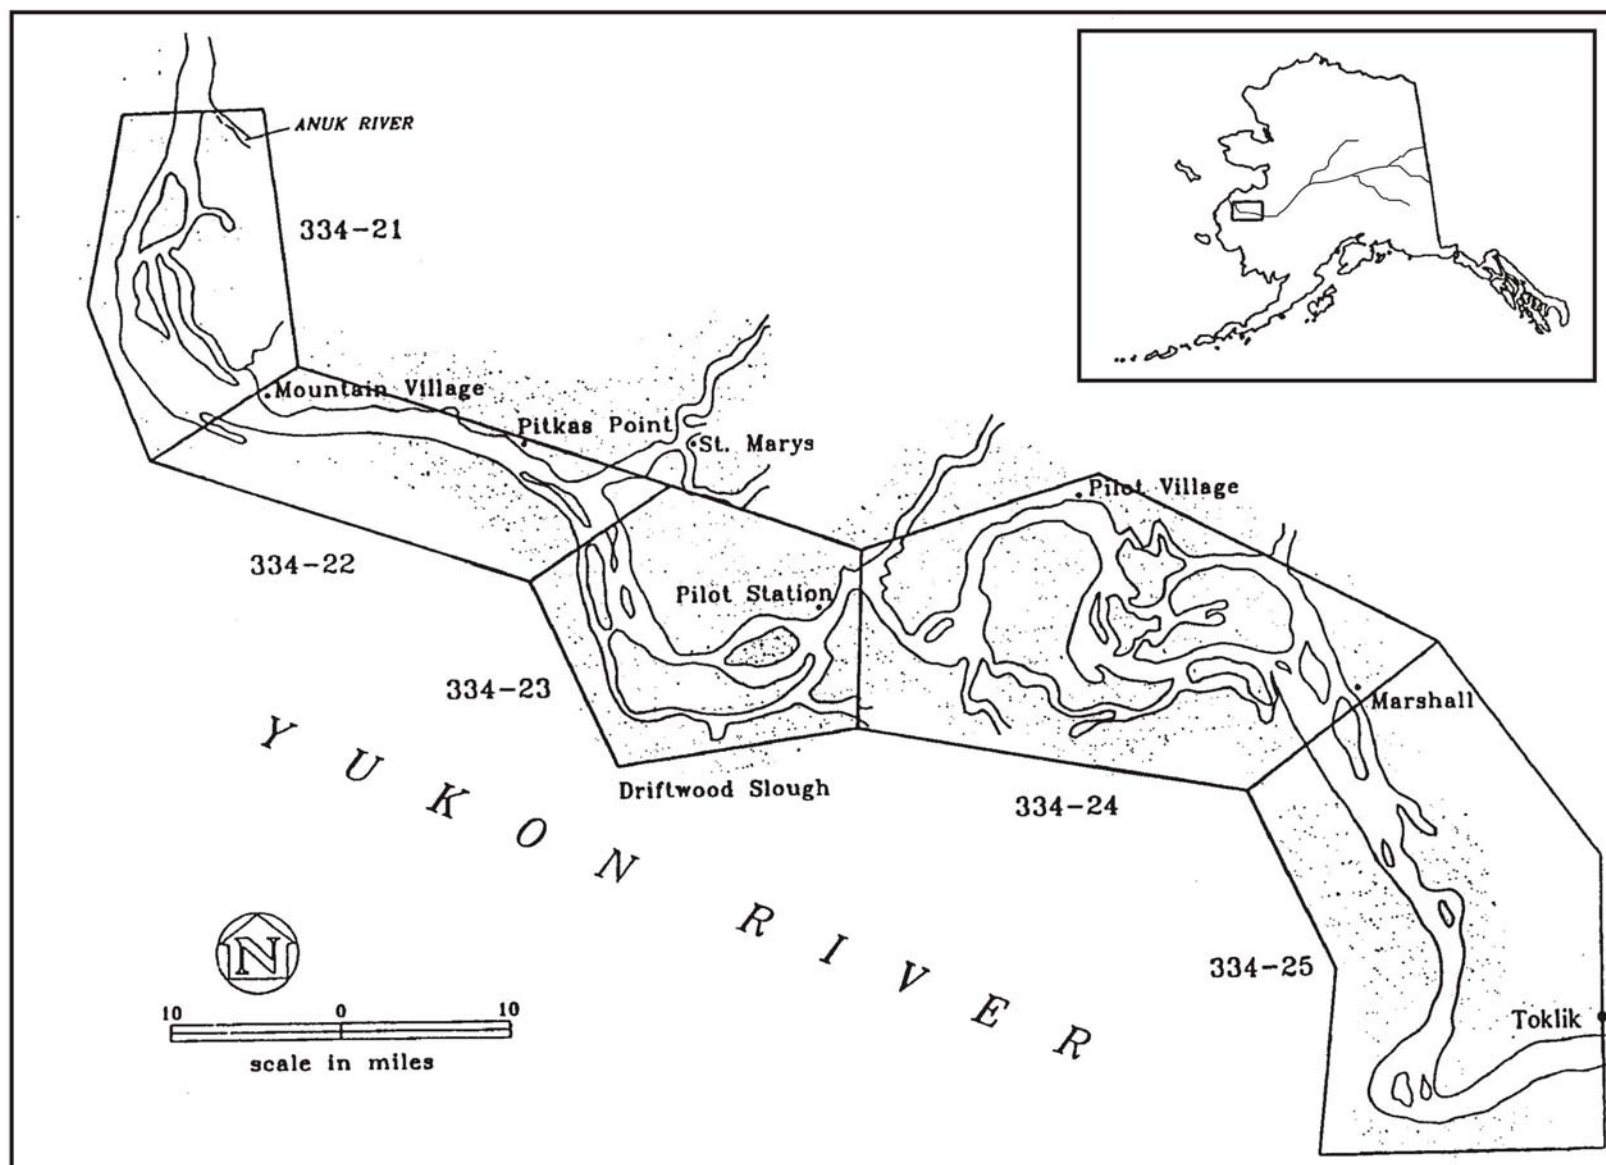 ANUK RIVER
334-21
Mountain Village
Pitkas Point
St. Marys
Pilot Village
334-22
Pilot Station
334-23
Marshall
Driftwood Slough
334-24
YUKON RIVER
334-25
N
10 0 10
scale in miles
Toklik